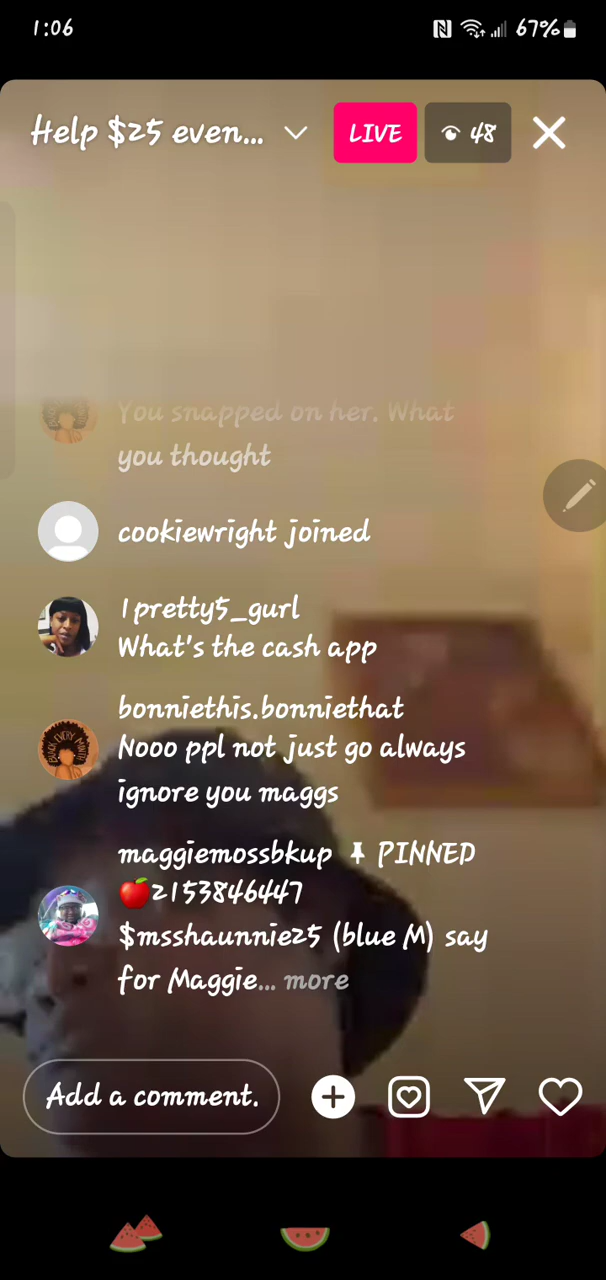 1:06
67%
Help $25 even...
LIVE
48
You snapped on her. What
you thought
cookiewright joined
1pretty5_gurl
What's the cash app
bonniethis.bonniethat
Nooo ppl not just go always
ignore you maggs
maggiemossbkup 📌 PINNED
🍎2153846447
$msshaunnie25 (blue M) say
for Maggie... more
Add a comment.